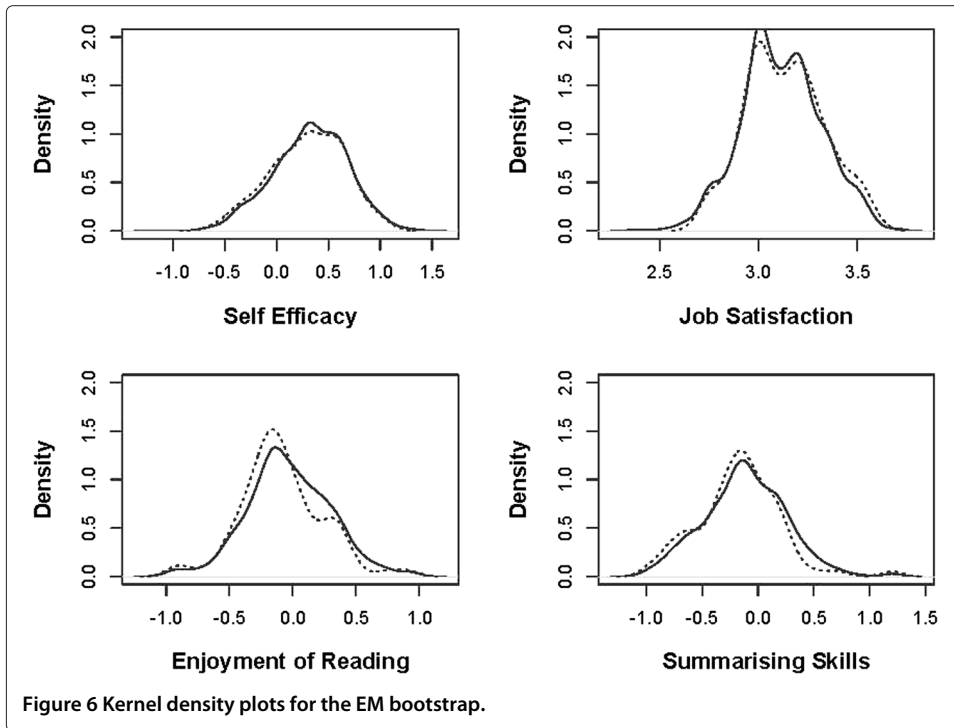 2.0
1.5
1.0
0.5
0.0
Density
-1.0 -0.5 0.0 0.5 1.0 1.5
Self Efficacy
2.0
1.5
1.0
0.5
0.0
Density
2.5 3.0 3.5
Job Satisfaction
2.0
1.5
1.0
0.5
0.0
Density
-1.0 -0.5 0.0 0.5 1.0
Enjoyment of Reading
2.0
1.5
1.0
0.5
0.0
Density
-1.0 -0.5 0.0 0.5 1.0 1.5
Summarising Skills
Figure 6 Kernel density plots for the EM bootstrap.